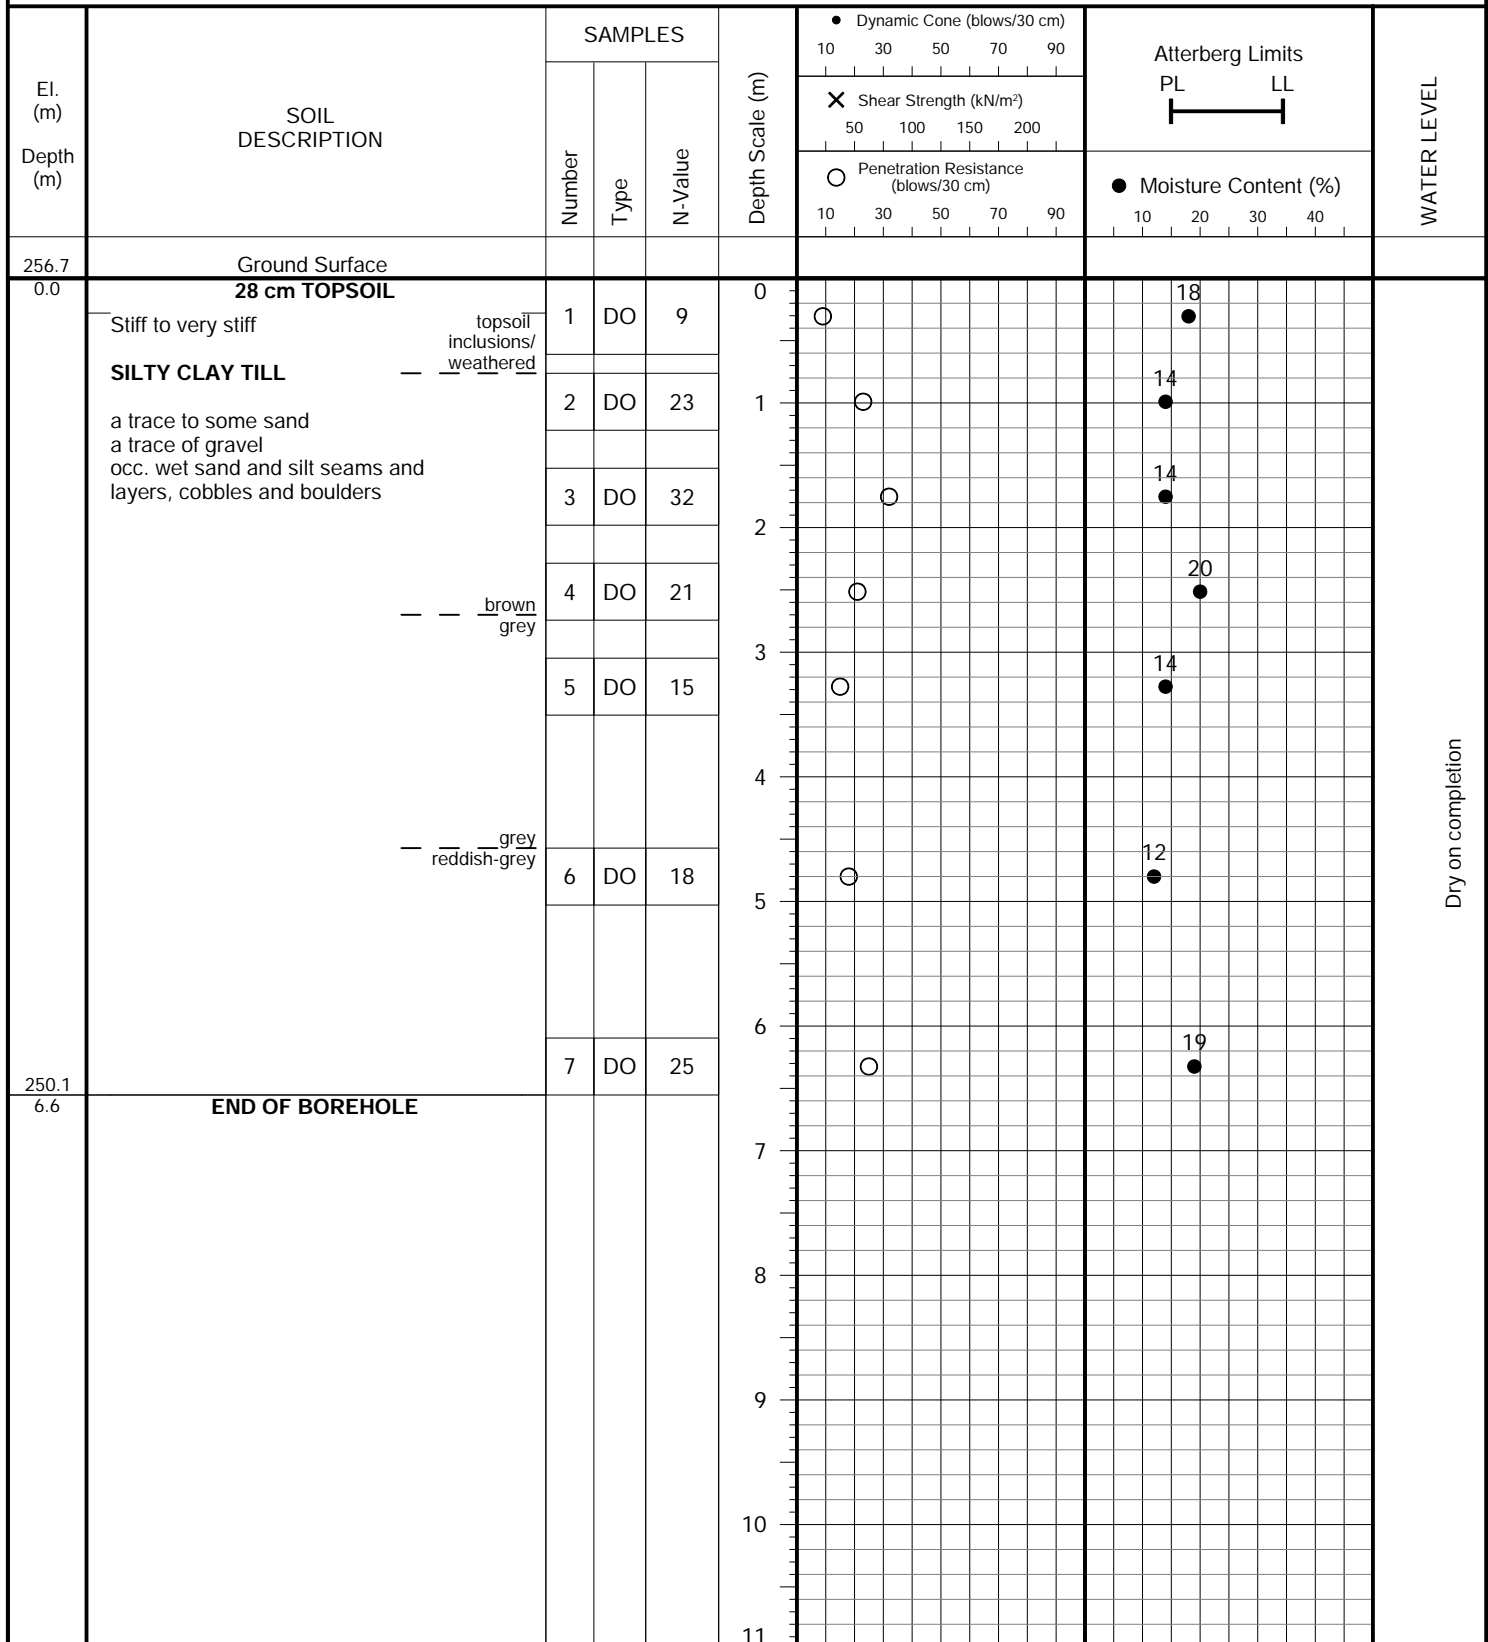 El.
(m)
Depth
(m)
SOIL
DESCRIPTION
SAMPLES
Number
Type
N-Value
Depth Scale (m)
● Dynamic Cone (blows/30 cm)
10 30 50 70 90
✕ Shear Strength (kN/m²)
50 100 150 200
○ Penetration Resistance
(blows/30 cm)
10 30 50 70 90
Atterberg Limits
PL LL
● Moisture Content (%)
10 20 30 40
WATER LEVEL
256.7 Ground Surface
0.0 28 cm TOPSOIL
Stiff to very stiff
topsoil
inclusions/
weathered
1 DO 9
0
18
SILTY CLAY TILL
a trace to some sand
a trace of gravel
occ. wet sand and silt seams and
layers, cobbles and boulders
2 DO 23
1
14
3 DO 32
14
2
brown
grey
4 DO 21
20
3
5 DO 15
14
4
grey
reddish-grey
6 DO 18
12
5
Dry on completion
6
7 DO 25
19
250.1
6.6 END OF BOREHOLE
7
8
9
10
11